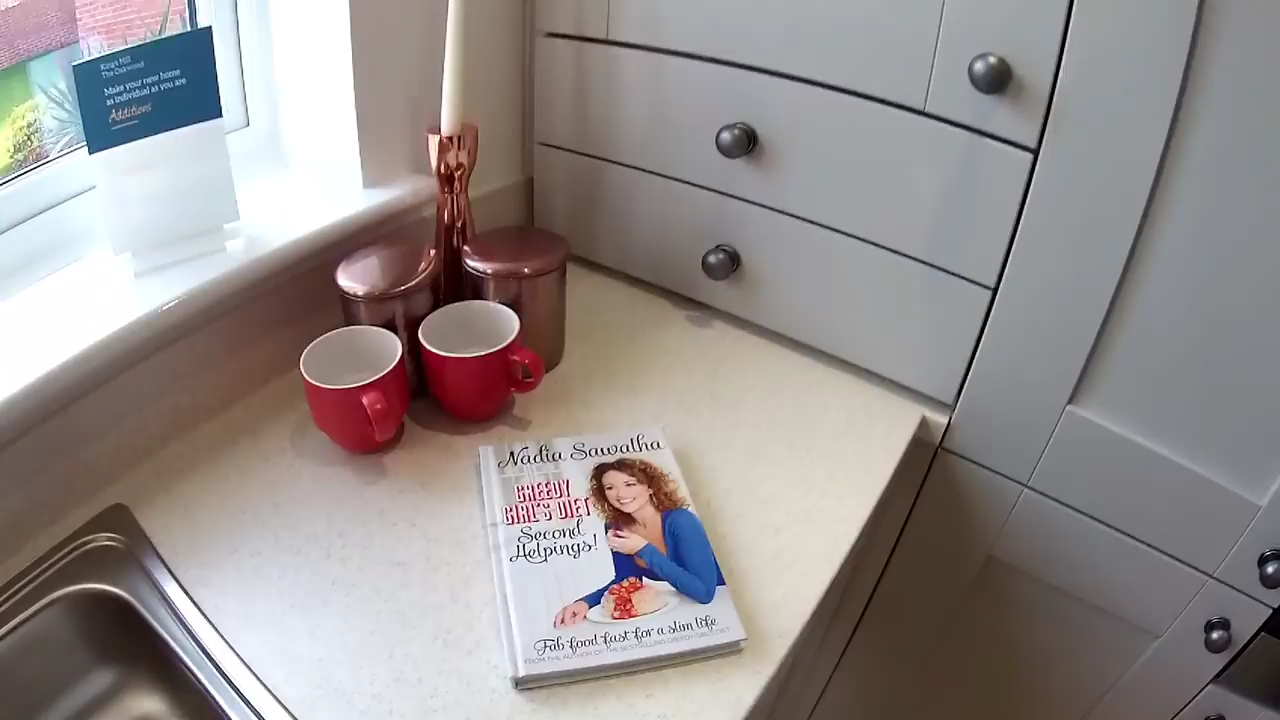 King's Hill
The Oakwood
Make your new home
as individual as you are
Additions
Nadia Sawalha
GREEDY
GIRL'S DIET
Second
Helpings!
Fab food fast for a slim life
FROM THE AUTHOR OF THE BESTSELLING GREEDY GIRL'S DIET